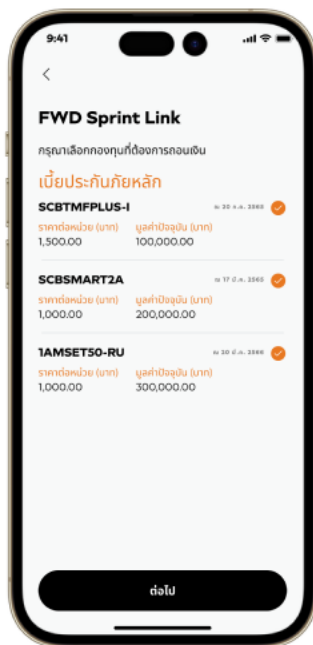 9:41
FWD Sprint Link
กรุณาเลือกกองทุนที่ต้องการถอนเงิน
เบี้ยประกันภัยหลัก
SCBTMFPLUS-I
ราคาต่อหน่วย (บาท) มูลค่าปัจจุบัน (บาท)
1,500.00 100,000.00
SCBSMART2A
ราคาต่อหน่วย (บาท) มูลค่าปัจจุบัน (บาท)
1,000.00 200,000.00
1AMSET50-RU
ราคาต่อหน่วย (บาท) มูลค่าปัจจุบัน (บาท)
1,000.00 300,000.00
ต่อไป